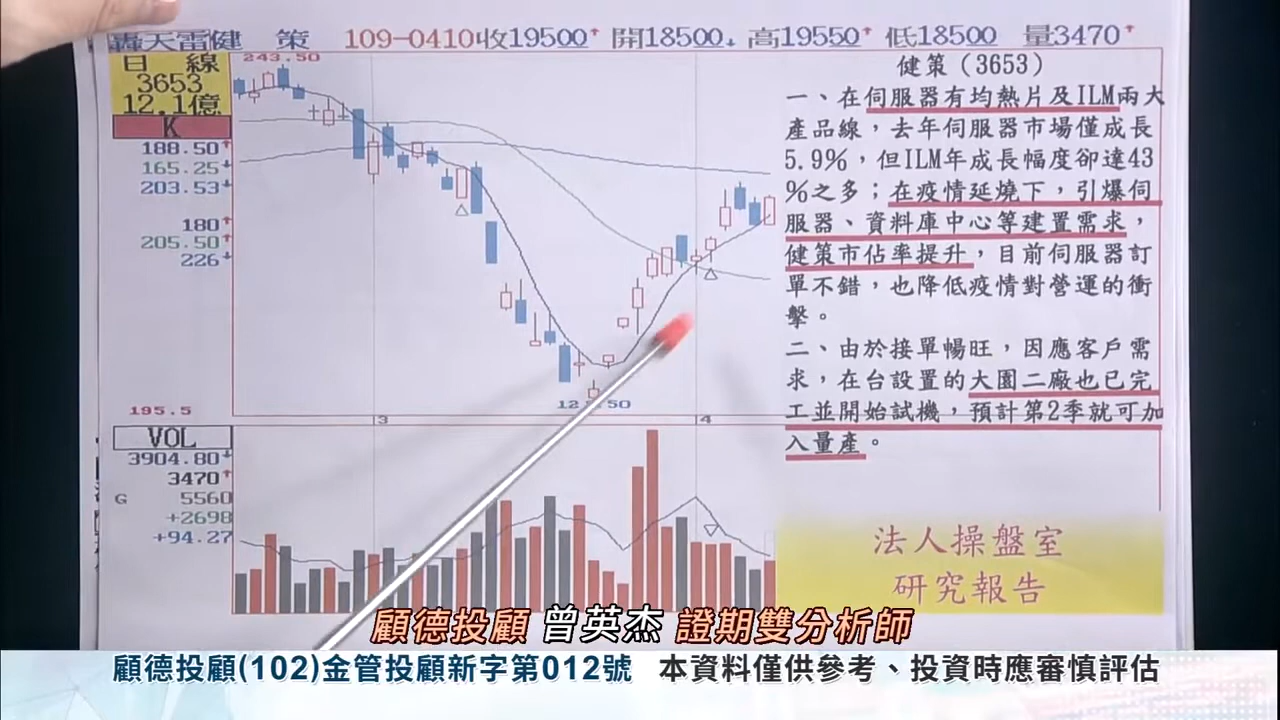 轟天雷健 策 109-0410收19500↑ 開18500↓ 高19550↑ 低18500 量3470↑
日 線
3653
12.1億
K
188.50↑
165.25↓
203.53↓
180↑
205.50↑
226↓
195.5
243.50
3
4
VOL
3904.80↓
3470↑
G 5560
+2698
+94.27
健策(3653)
一、在伺服器有均熱片及ILM兩大
產品線,去年伺服器市場僅成長
5.9%,但ILM年成長幅度卻達43
%之多;在疫情延燒下,引爆伺
服器、資料庫中心等建置需求,
健策市佔率提升,目前伺服器訂
單不錯,也降低疫情對營運的衝
擊。
二、由於接單暢旺,因應客戶需
求,在台設置的大園二廠也已完
工並開始試機,預計第2季就可加
入量產。
法人操盤室
研究報告
顧德投顧 曾英杰 證期雙分析師
顧德投顧(102)金管投顧新字第012號 本資料僅供參考、投資時應審慎評估